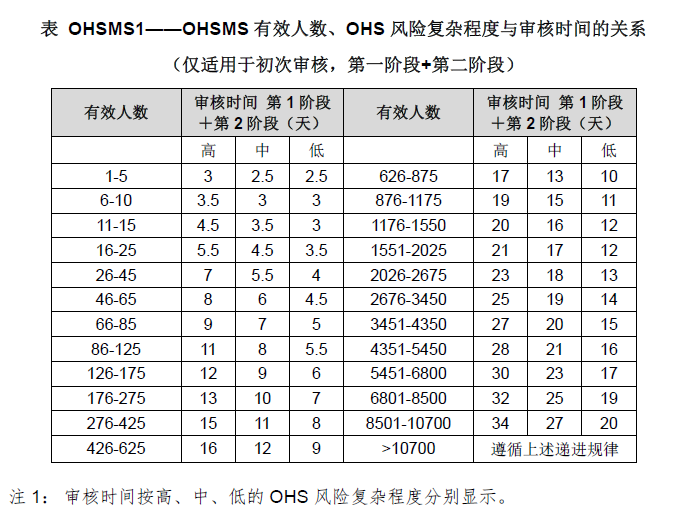 表 OHSMS1——OHSMS 有效人数、OHS 风险复杂程度与审核时间的关系
（仅适用于初次审核，第一阶段+第二阶段）
有效人数 审核时间 第 1 阶段+第 2 阶段（天） 有效人数 审核时间 第 1 阶段+第 2 阶段（天）
高 中 低 高 中 低
1-5 3 2.5 2.5 626-875 17 13 10
6-10 3.5 3 3 876-1175 19 15 11
11-15 4.5 3.5 3 1176-1550 20 16 12
16-25 5.5 4.5 3.5 1551-2025 21 17 12
26-45 7 5.5 4 2026-2675 23 18 13
46-65 8 6 4.5 2676-3450 25 19 14
66-85 9 7 5 3451-4350 27 20 15
86-125 11 8 5.5 4351-5450 28 21 16
126-175 12 9 6 5451-6800 30 23 17
176-275 13 10 7 6801-8500 32 25 19
276-425 15 11 8 8501-10700 34 27 20
426-625 16 12 9 >10700 遵循上述递进规律
注 1： 审核时间按高、中、低的 OHS 风险复杂程度分别显示。